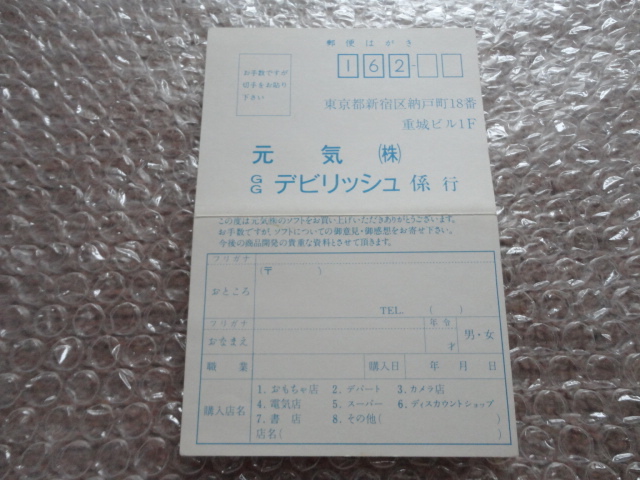 郵便はがき
お手数ですが
切手をお貼り
下さい
162-
東京都新宿区納戸町18番
重城ビル1F
元気㈱
GG デビリッシュ 係 行
この度は元気㈱のソフトをお買い上げいただきありがとうございます。
お手数ですが、ソフトについての御意見・御感想をお寄せ下さい。
今後の商品開発の貴重な資料とさせて頂きます。
フリガナ
(〒 )
おところ
TEL. ( )
フリガナ 年令
おなまえ 才 男・女
職業 購入日 年 月 日
購入店名
1. おもちゃ店 2. デパート 3. カメラ店
4. 電気店 5. スーパー 6. ディスカウントショップ
7. 書店 8. その他( )
店名( )